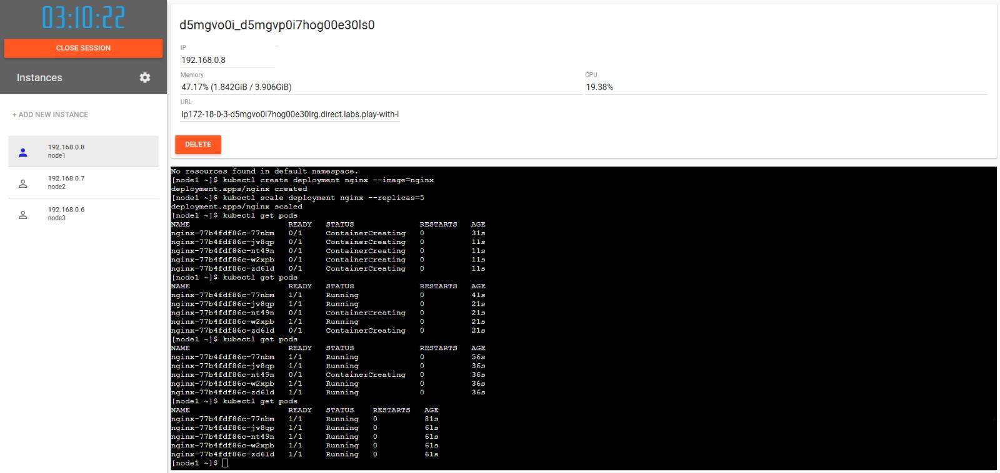 03:10:22
CLOSE SESSION
Instances
+ ADD NEW INSTANCE
192.168.0.8
node1
192.168.0.7
node2
192.168.0.6
node3
d5mgvo0i_d5mgvp0i7hog00e30ls0
IP
192.168.0.8
Memory
47.17% (1.842GiB / 3.906GiB)
CPU
19.38%
URL
ip172-18-0-3-d5mgvo0i7hog00e30lrg.direct.labs.play-with-l
DELETE
No resources found in default namespace.
[node1 ~]$ kubectl create deployment nginx --image=nginx
deployment.apps/nginx created
[node1 ~]$ kubectl scale deployment nginx --replicas=5
deployment.apps/nginx scaled
[node1 ~]$ kubectl get pods
NAME READY STATUS RESTARTS AGE
nginx-77b4fdf86c-77nbm 0/1 ContainerCreating 0 31s
nginx-77b4fdf86c-jv8qp 0/1 ContainerCreating 0 11s
nginx-77b4fdf86c-nt49n 0/1 ContainerCreating 0 11s
nginx-77b4fdf86c-w2xpb 0/1 ContainerCreating 0 11s
nginx-77b4fdf86c-zd6ld 0/1 ContainerCreating 0 11s
[node1 ~]$ kubectl get pods
NAME READY STATUS RESTARTS AGE
nginx-77b4fdf86c-77nbm 1/1 Running 0 41s
nginx-77b4fdf86c-jv8qp 1/1 Running 0 21s
nginx-77b4fdf86c-nt49n 0/1 ContainerCreating 0 21s
nginx-77b4fdf86c-w2xpb 1/1 Running 0 21s
nginx-77b4fdf86c-zd6ld 0/1 ContainerCreating 0 21s
[node1 ~]$ kubectl get pods
NAME READY STATUS RESTARTS AGE
nginx-77b4fdf86c-77nbm 1/1 Running 0 56s
nginx-77b4fdf86c-jv8qp 1/1 Running 0 36s
nginx-77b4fdf86c-nt49n 0/1 ContainerCreating 0 36s
nginx-77b4fdf86c-w2xpb 1/1 Running 0 36s
nginx-77b4fdf86c-zd6ld 1/1 Running 0 36s
[node1 ~]$ kubectl get pods
NAME READY STATUS RESTARTS AGE
nginx-77b4fdf86c-77nbm 1/1 Running 0 81s
nginx-77b4fdf86c-jv8qp 1/1 Running 0 61s
nginx-77b4fdf86c-nt49n 1/1 Running 0 61s
nginx-77b4fdf86c-w2xpb 1/1 Running 0 61s
nginx-77b4fdf86c-zd6ld 1/1 Running 0 61s
[node1 ~]$